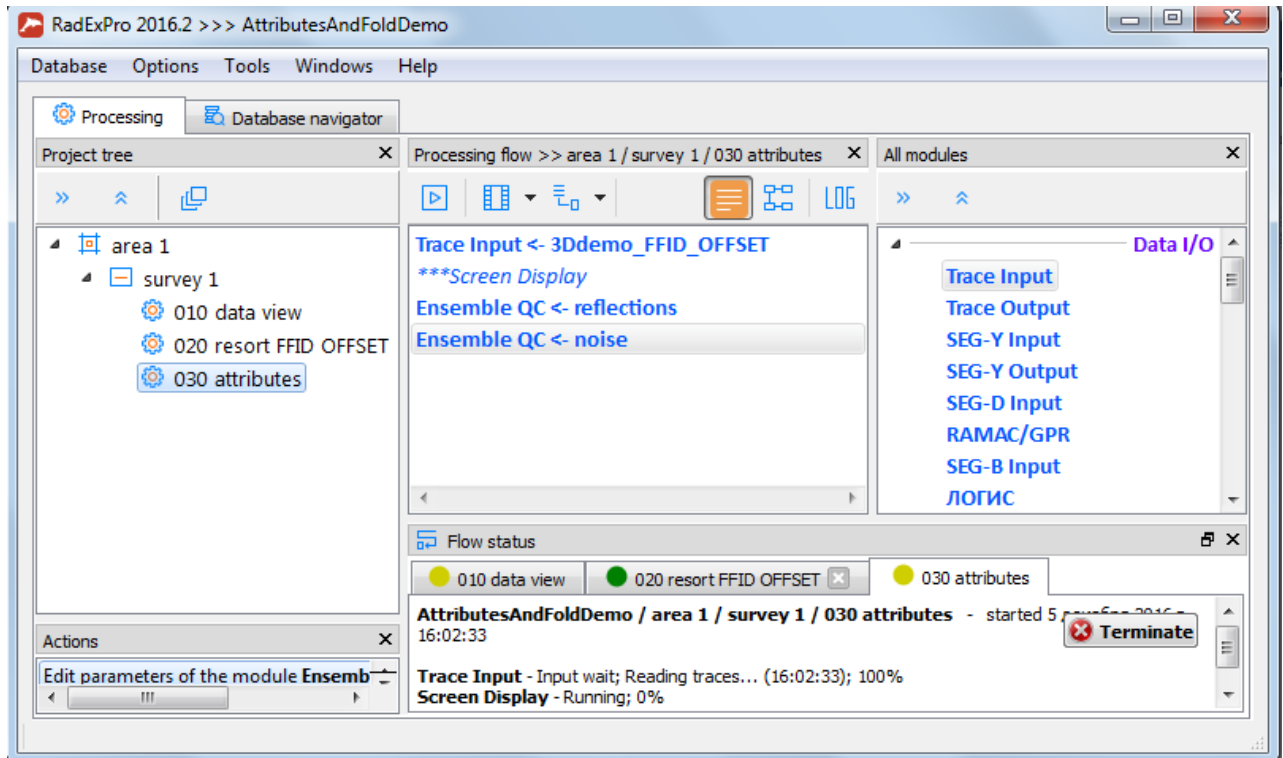 RadExPro 2016.2 >>> AttributesAndFoldDemo
Database Options Tools Windows Help
Processing
Database navigator
Project tree
area 1
survey 1
010 data view
020 resort FFID OFFSET
030 attributes
Actions
Edit parameters of the module Ensemb
Processing flow >> area 1 / survey 1 / 030 attributes
LOG
Trace Input <- 3Ddemo_FFID_OFFSET
***Screen Display
Ensemble QC <- reflections
Ensemble QC <- noise
All modules
Data I/O
Trace Input
Trace Output
SEG-Y Input
SEG-Y Output
SEG-D Input
RAMAC/GPR
SEG-B Input
ЛОГИС
Flow status
010 data view
020 resort FFID OFFSET
030 attributes
AttributesAndFoldDemo / area 1 / survey 1 / 030 attributes - started 5
16:02:33
Terminate
Trace Input - Input wait; Reading traces... (16:02:33); 100%
Screen Display - Running; 0%